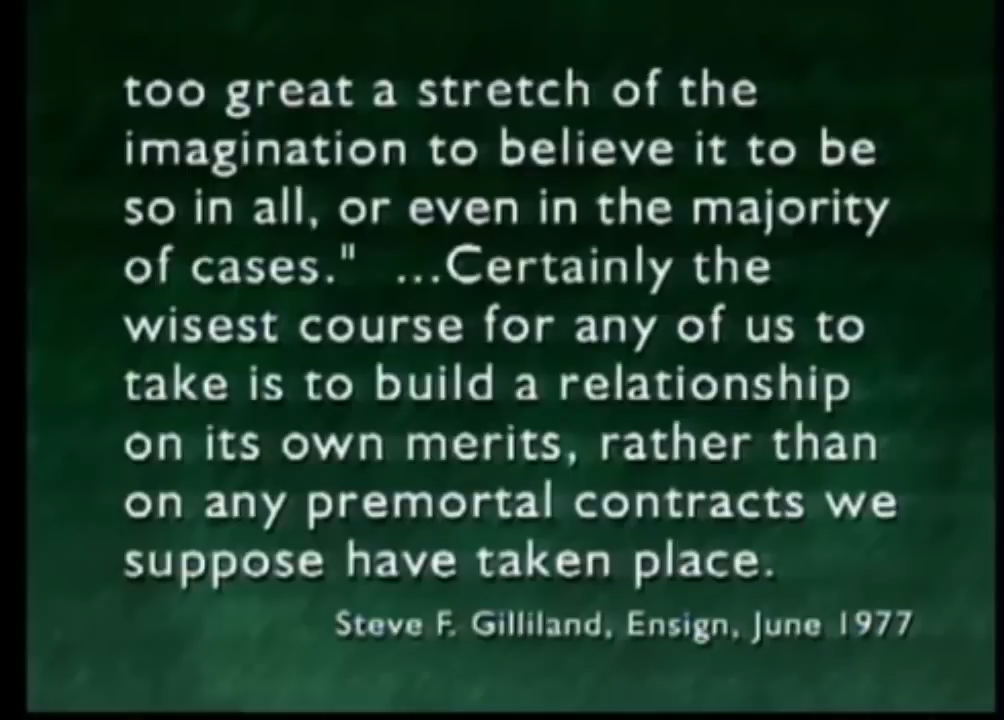 too great a stretch of the
imagination to believe it to be
so in all, or even in the majority
of cases." ...Certainly the
wisest course for any of us to
take is to build a relationship
on its own merits, rather than
on any premortal contracts we
suppose have taken place.
Steve F. Gilliland, Ensign, June 1977